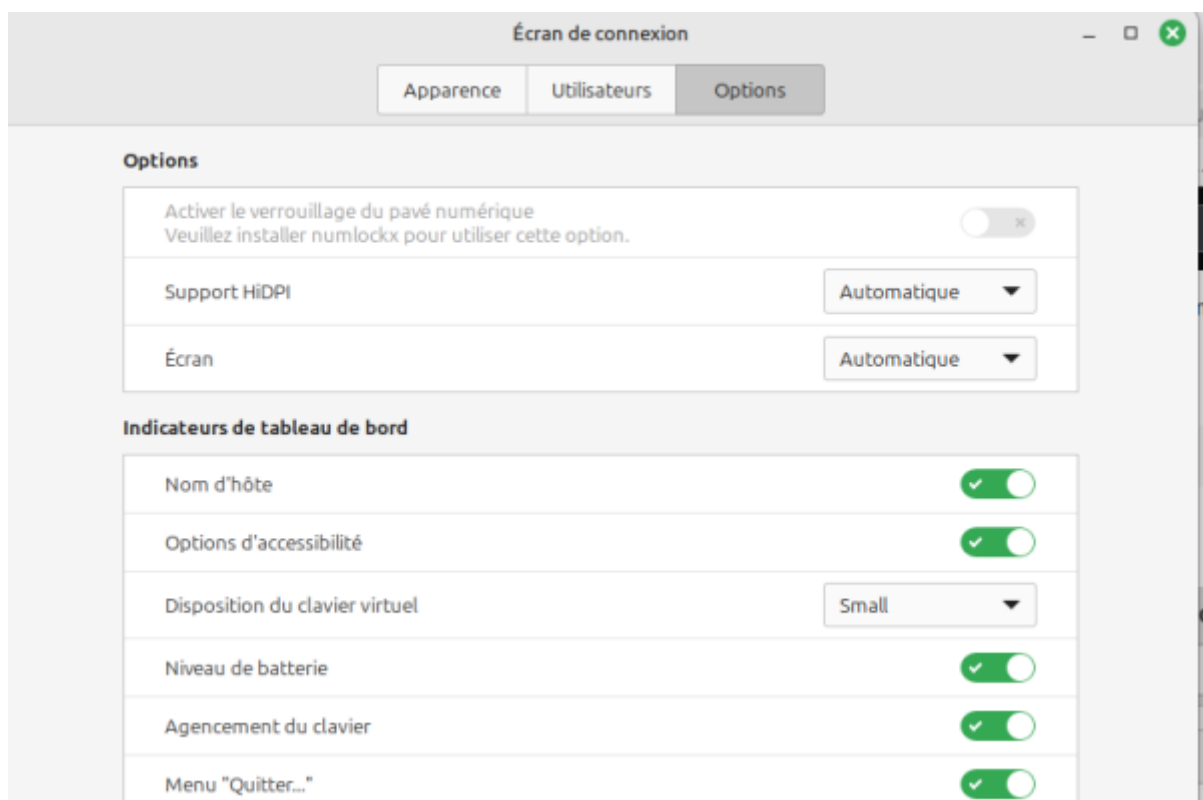 Écran de connexion
Apparence
Utilisateurs
Options
Options
Activer le verrouillage du pavé numérique
Veuillez installer numlockx pour utiliser cette option.
Support HiDPI
Automatique
Écran
Automatique
Indicateurs de tableau de bord
Nom d'hôte
Options d'accessibilité
Disposition du clavier virtuel
Small
Niveau de batterie
Agencement du clavier
Menu "Quitter..."